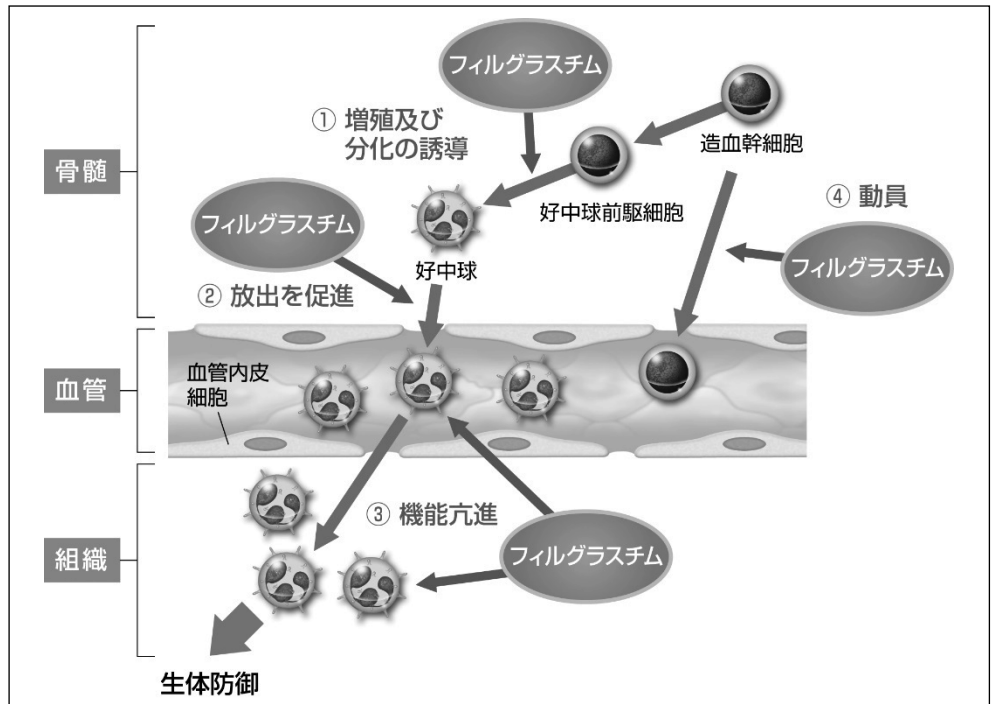 フィルグラスチム
① 増殖及び
分化の誘導
造血幹細胞
骨髄
好中球前駆細胞
④ 動員
フィルグラスチム
好中球
フィルグラスチム
② 放出を促進
血管内皮
細胞
血管
③ 機能亢進
フィルグラスチム
組織
生体防御